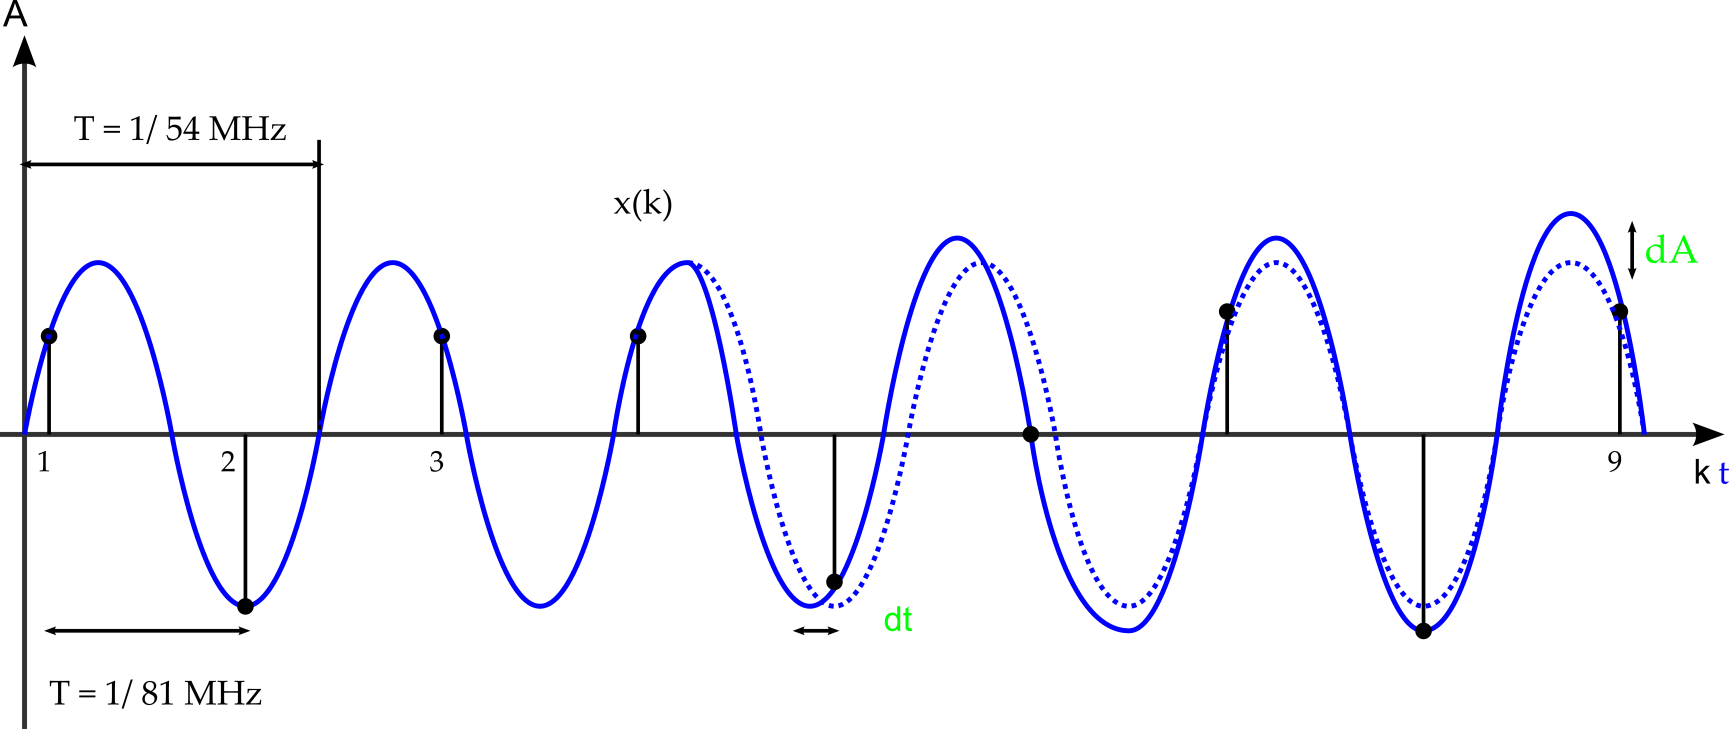 A
T = 1/ 54 MHz
x(k)
dA
1
2
3
9
k t
dt
T = 1/ 81 MHz